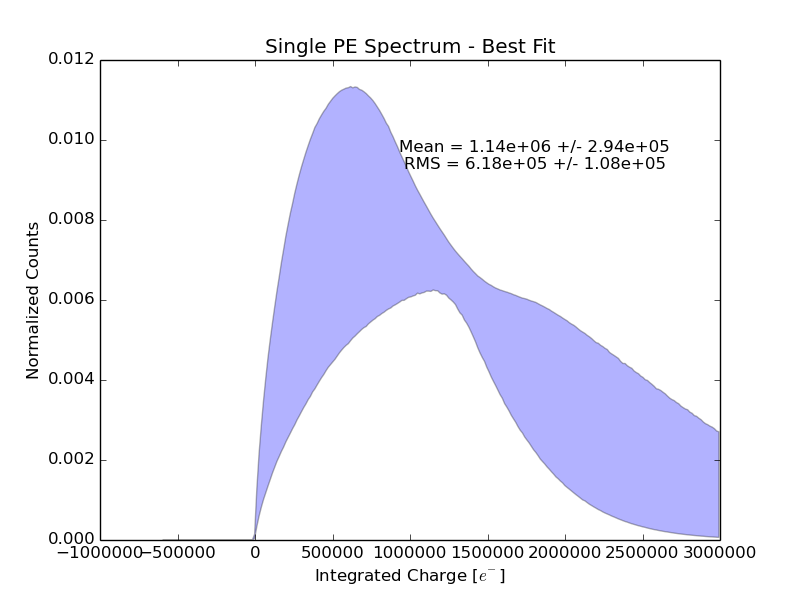 Single PE Spectrum - Best Fit
0.012
0.010
0.008
0.006
0.004
0.002
0.000
Normalized Counts
Mean = 1.14e+06 +/- 2.94e+05
RMS = 6.18e+05 +/- 1.08e+05
−1000000 −500000 0 500000 1000000 1500000 2000000 2500000 3000000
Integrated Charge [e⁻]